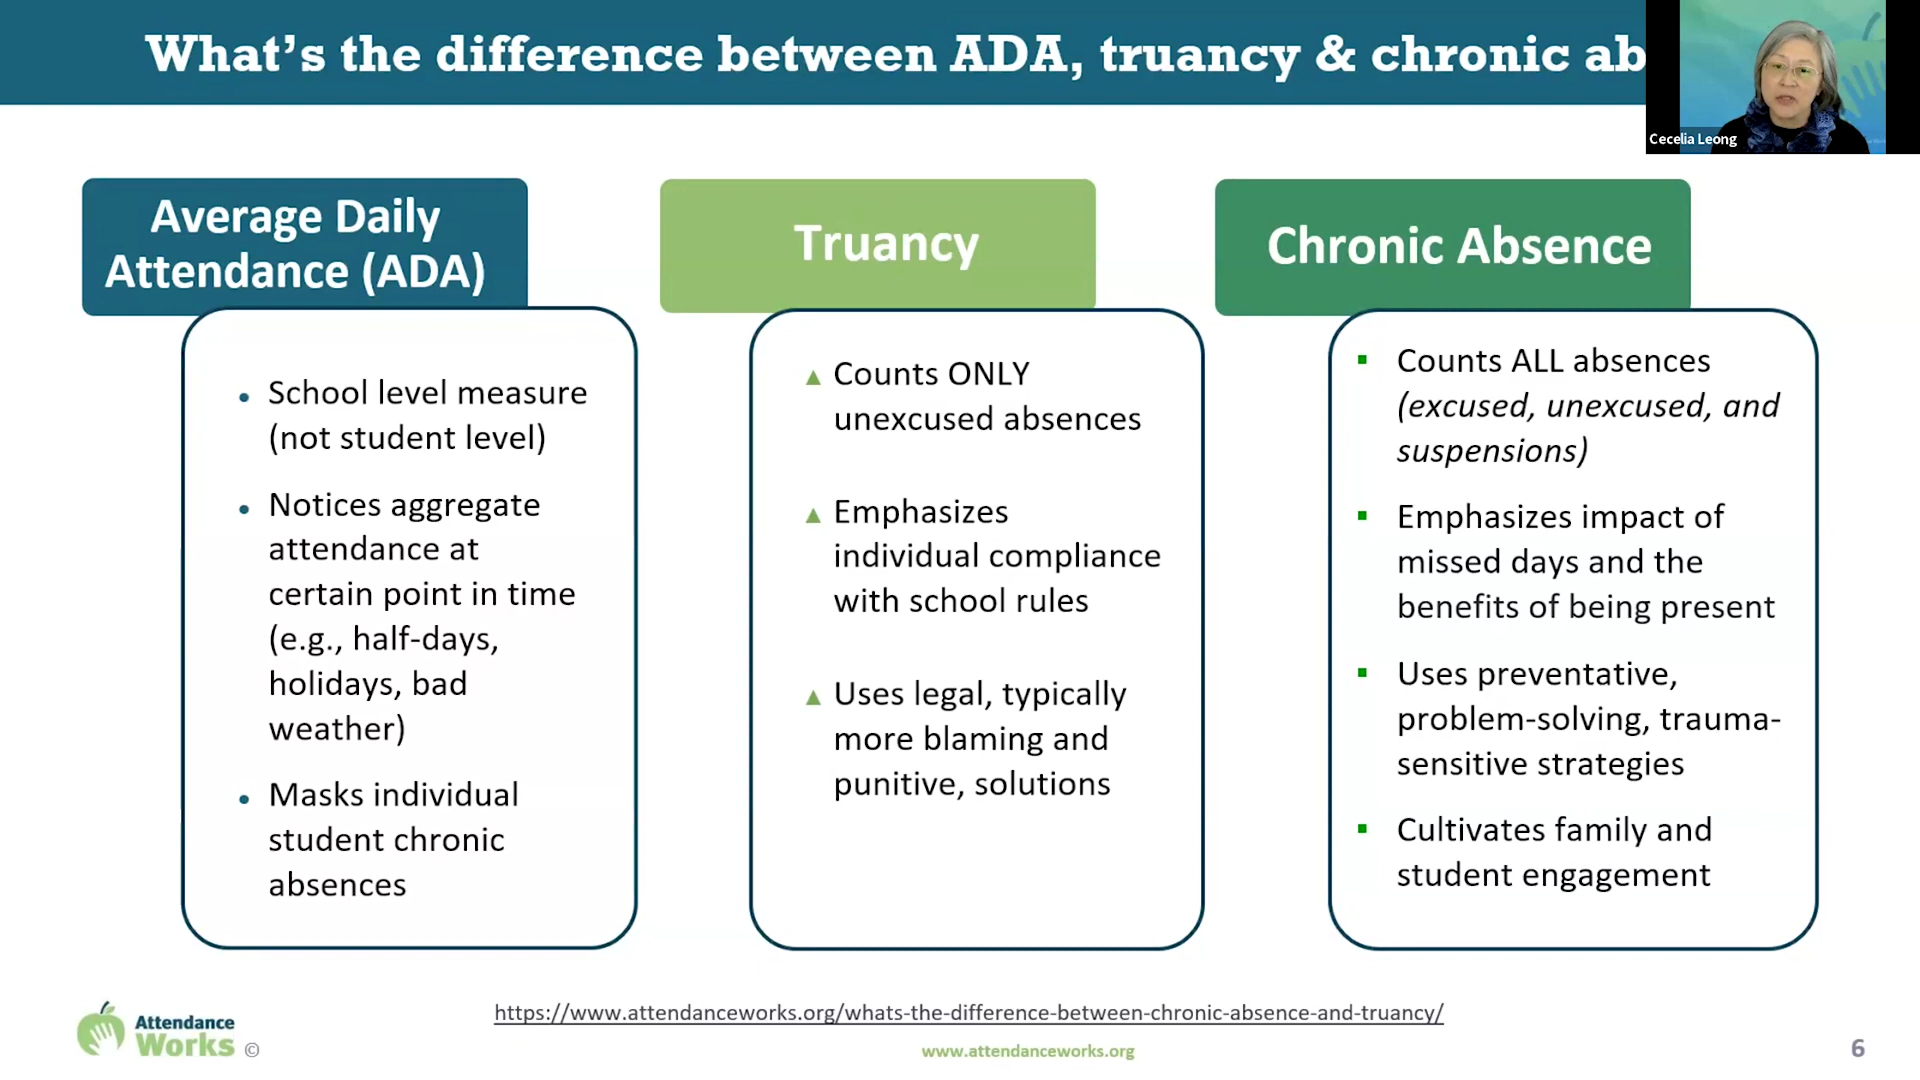 What's the difference between ADA, truancy & chronic ab
Cecelia Leong
Average Daily
Attendance (ADA)
• School level measure
(not student level)
• Notices aggregate
attendance at
certain point in time
(e.g., half-days,
holidays, bad
weather)
• Masks individual
student chronic
absences
Truancy
▲ Counts ONLY
unexcused absences
▲ Emphasizes
individual compliance
with school rules
▲ Uses legal, typically
more blaming and
punitive, solutions
Chronic Absence
▪ Counts ALL absences
(excused, unexcused, and
suspensions)
▪ Emphasizes impact of
missed days and the
benefits of being present
▪ Uses preventative,
problem-solving, trauma-
sensitive strategies
▪ Cultivates family and
student engagement
https://www.attendanceworks.org/whats-the-difference-between-chronic-absence-and-truancy/
Attendance
Works ©
www.attendanceworks.org
6